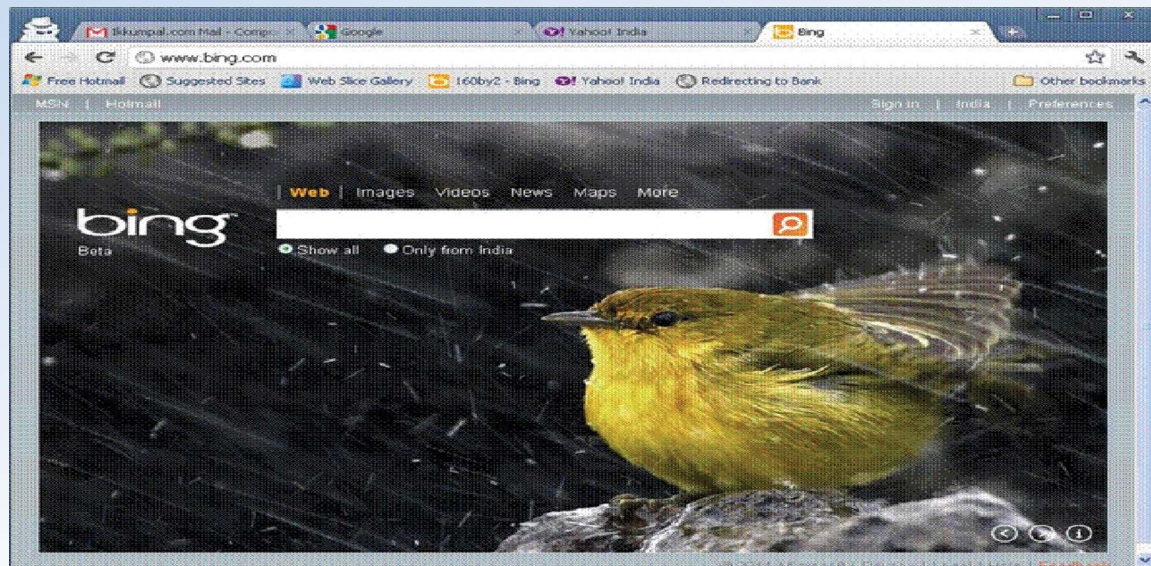 Ikkumpal.com Mail - Compo Google Yahoo! India Bing
www.bing.com
Free Hotmail Suggested Sites Web Slice Gallery 160by2 - Bing Yahoo! India Redirecting to Bank Other bookmarks
MSN | Hotmail Sign in | India | Preferences
| Web | Images Videos News Maps More
bing
Beta
Show all Only from India
Feedback